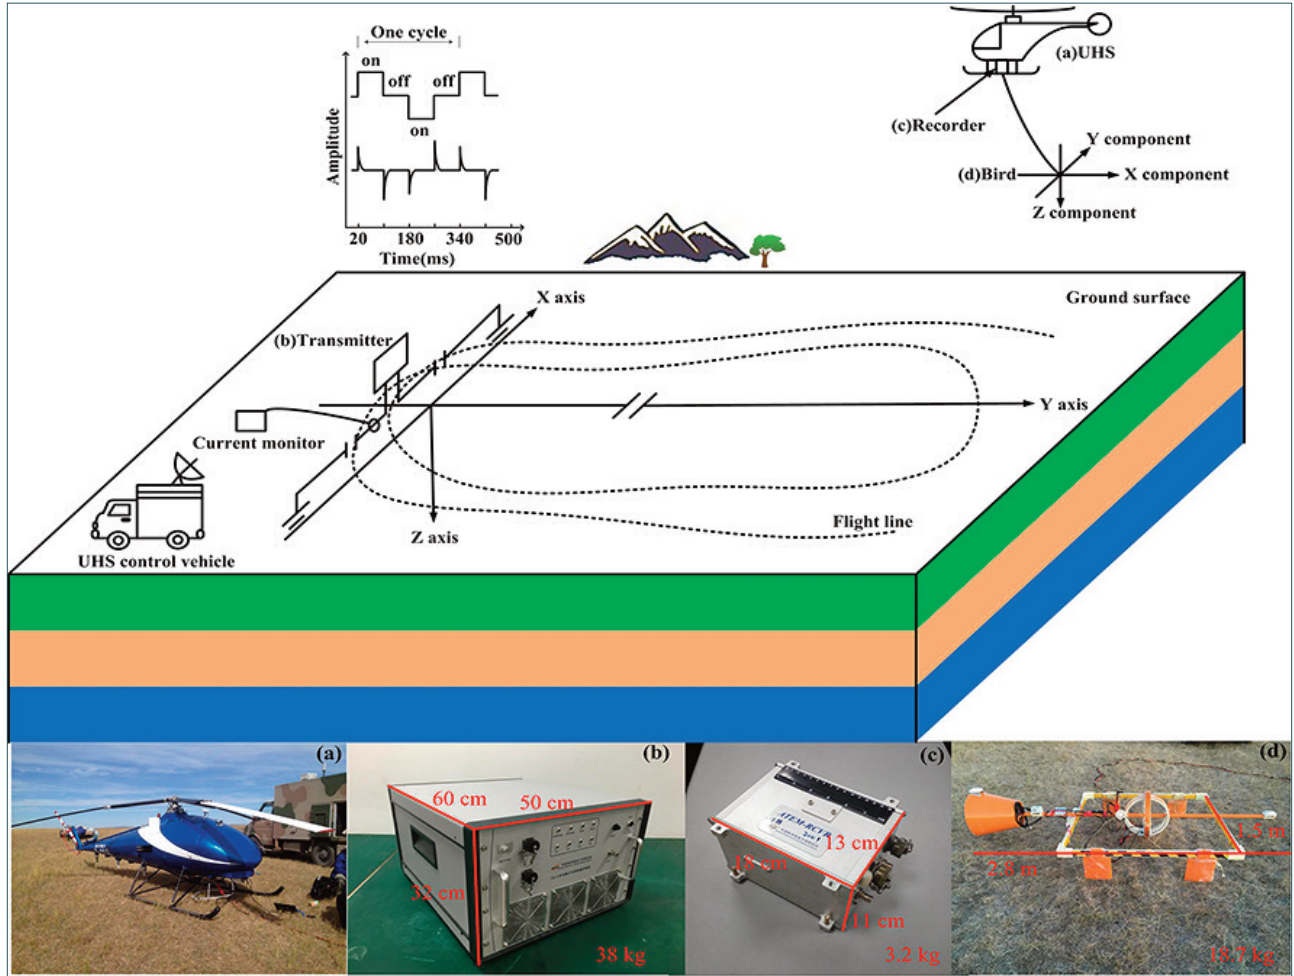 One cycle
on
off
off
on
Amplitude
20 180 340 500
Time(ms)
(a)UHS
(c)Recorder
Y component
(d)Bird
X component
Z component
X axis
Ground surface
(b)Transmitter
Y axis
Current monitor
Flight line
Z axis
UHS control vehicle
(a)
(b)
60 cm
50 cm
32 cm
38 kg
(c)
ATEM-RCVR
13 cm
18 cm
11 cm
3.2 kg
(d)
1.5 m
2.8 m
18.7 kg